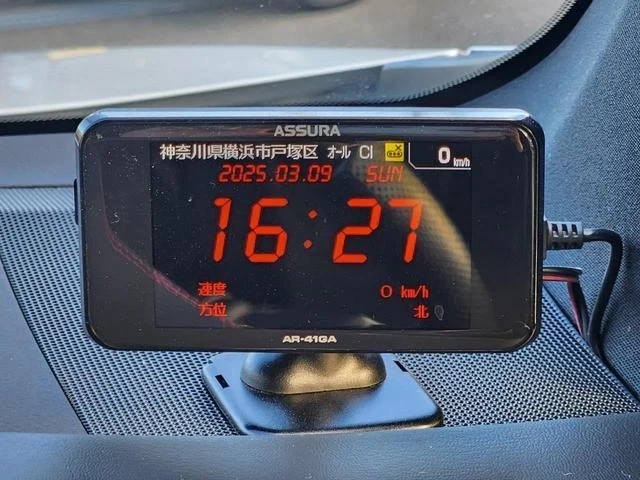 ASSURA
神奈川県横浜市戸塚区 ｵｰﾙ CI 0 km/h
2025.03.09 SUN
16:27
速度 0 km/h
方位 北
AR-41GA